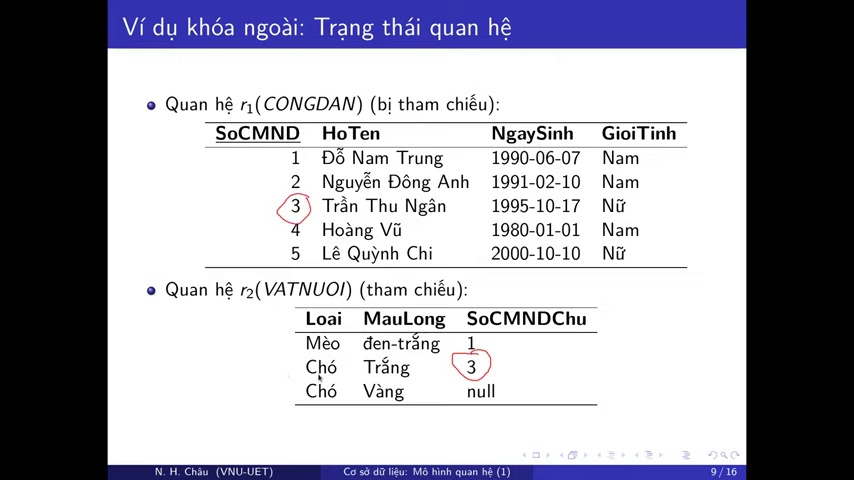 Ví dụ khóa ngoài: Trạng thái quan hệ
Quan hệ r1(CONGDAN) (bị tham chiếu):
SoCMND HoTen NgaySinh GioiTinh
1 Đỗ Nam Trung 1990-06-07 Nam
2 Nguyễn Đông Anh 1991-02-10 Nam
3 Trần Thu Ngân 1995-10-17 Nữ
4 Hoàng Vũ 1980-01-01 Nam
5 Lê Quỳnh Chi 2000-10-10 Nữ
Quan hệ r2(VATNUOI) (tham chiếu):
Loai MauLong SoCMNDChu
Mèo đen-trắng 1
Chó Trắng 3
Chó Vàng null
N. H. Châu (VNU-UET) Cơ sở dữ liệu: Mô hình quan hệ (1) 9 / 16